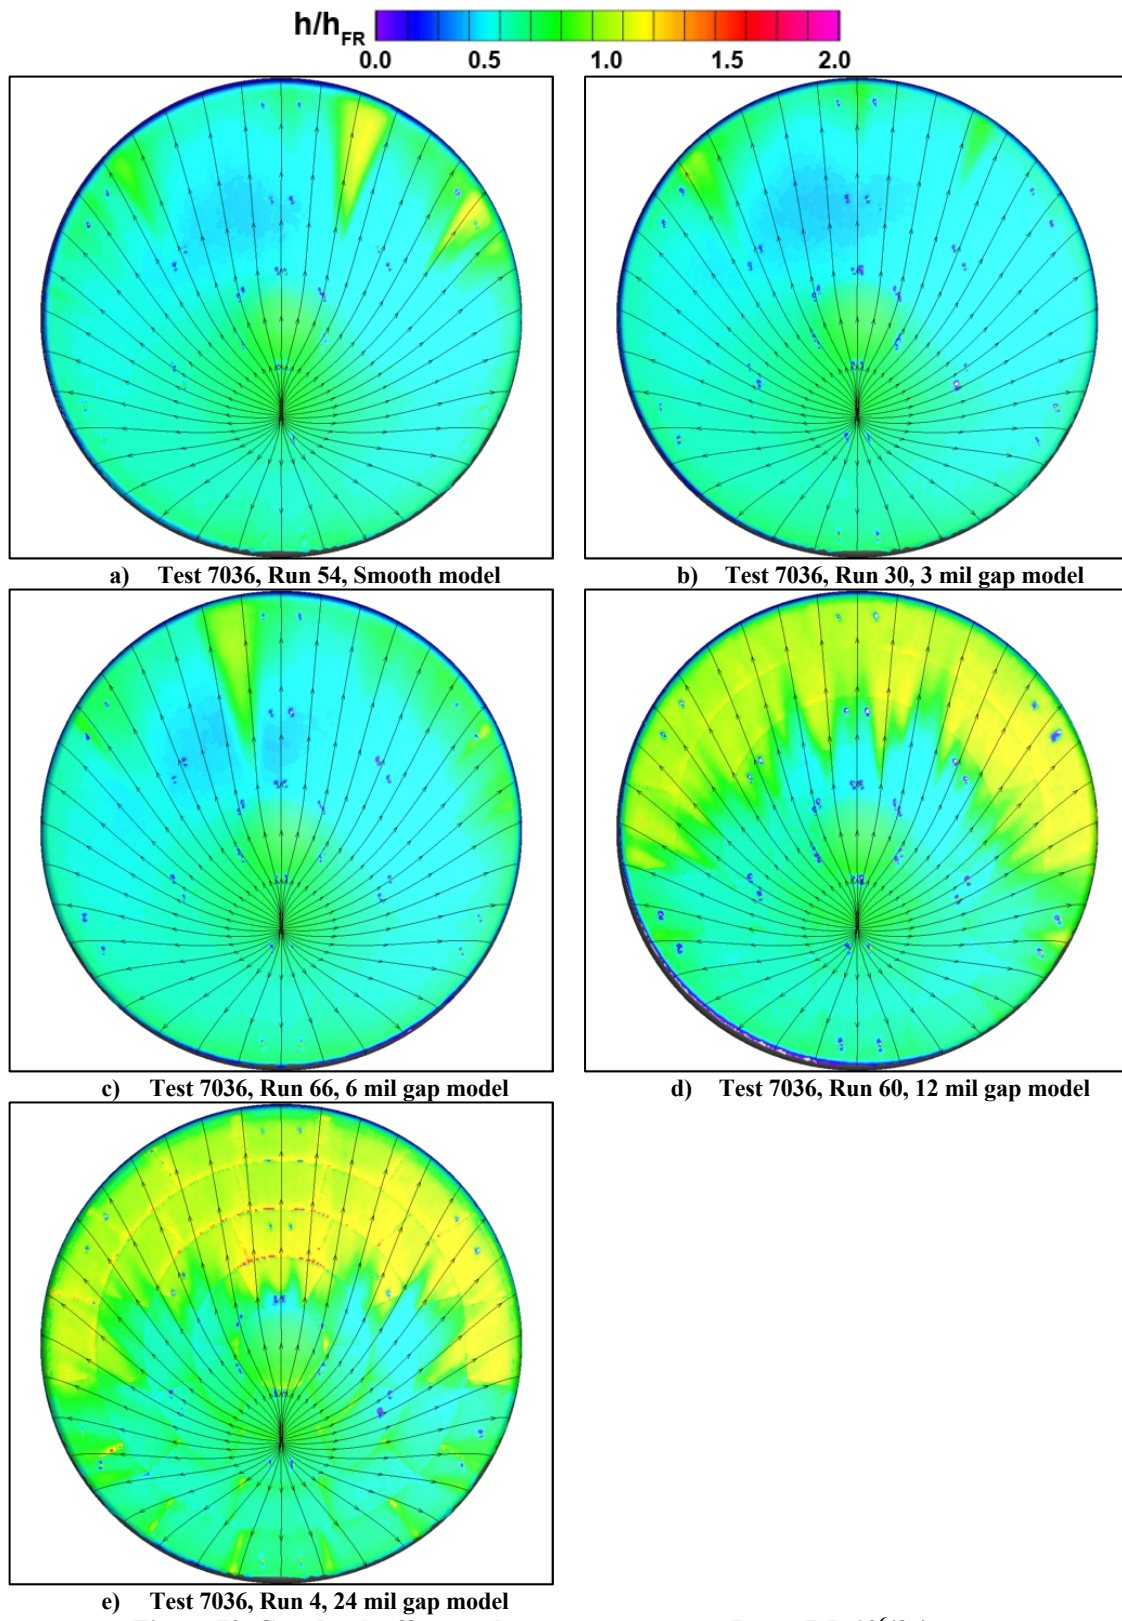 h/hFR
0.0 0.5 1.0 1.5 2.0
a) Test 7036, Run 54, Smooth model
b) Test 7036, Run 30, 3 mil gap model
c) Test 7036, Run 66, 6 mil gap model
d) Test 7036, Run 60, 12 mil gap model
e) Test 7036, Run 4, 24 mil gap model